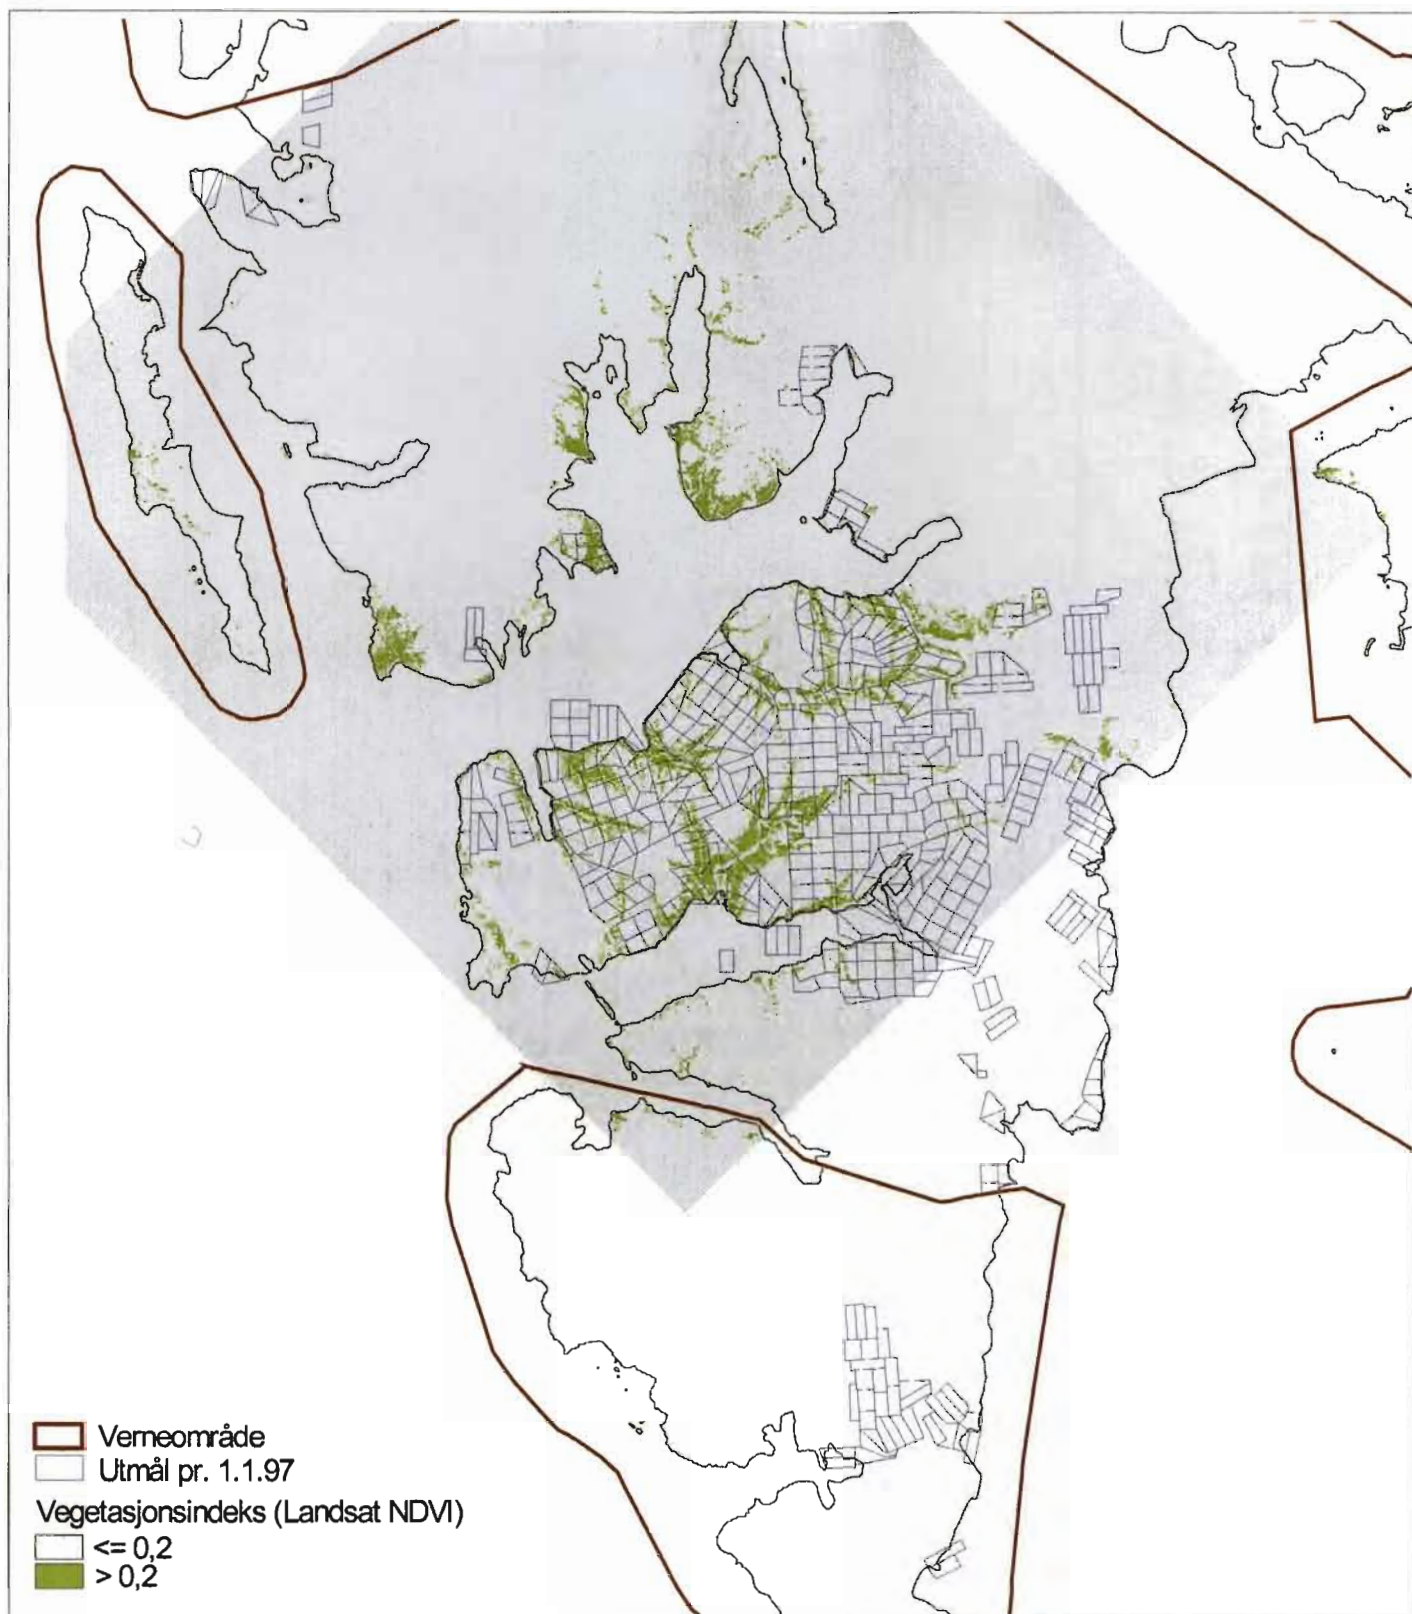 Verneområde
Utmål pr. 1.1.97
Vegetasjonsindeks (Landsat NDVI)
<= 0,2
> 0,2